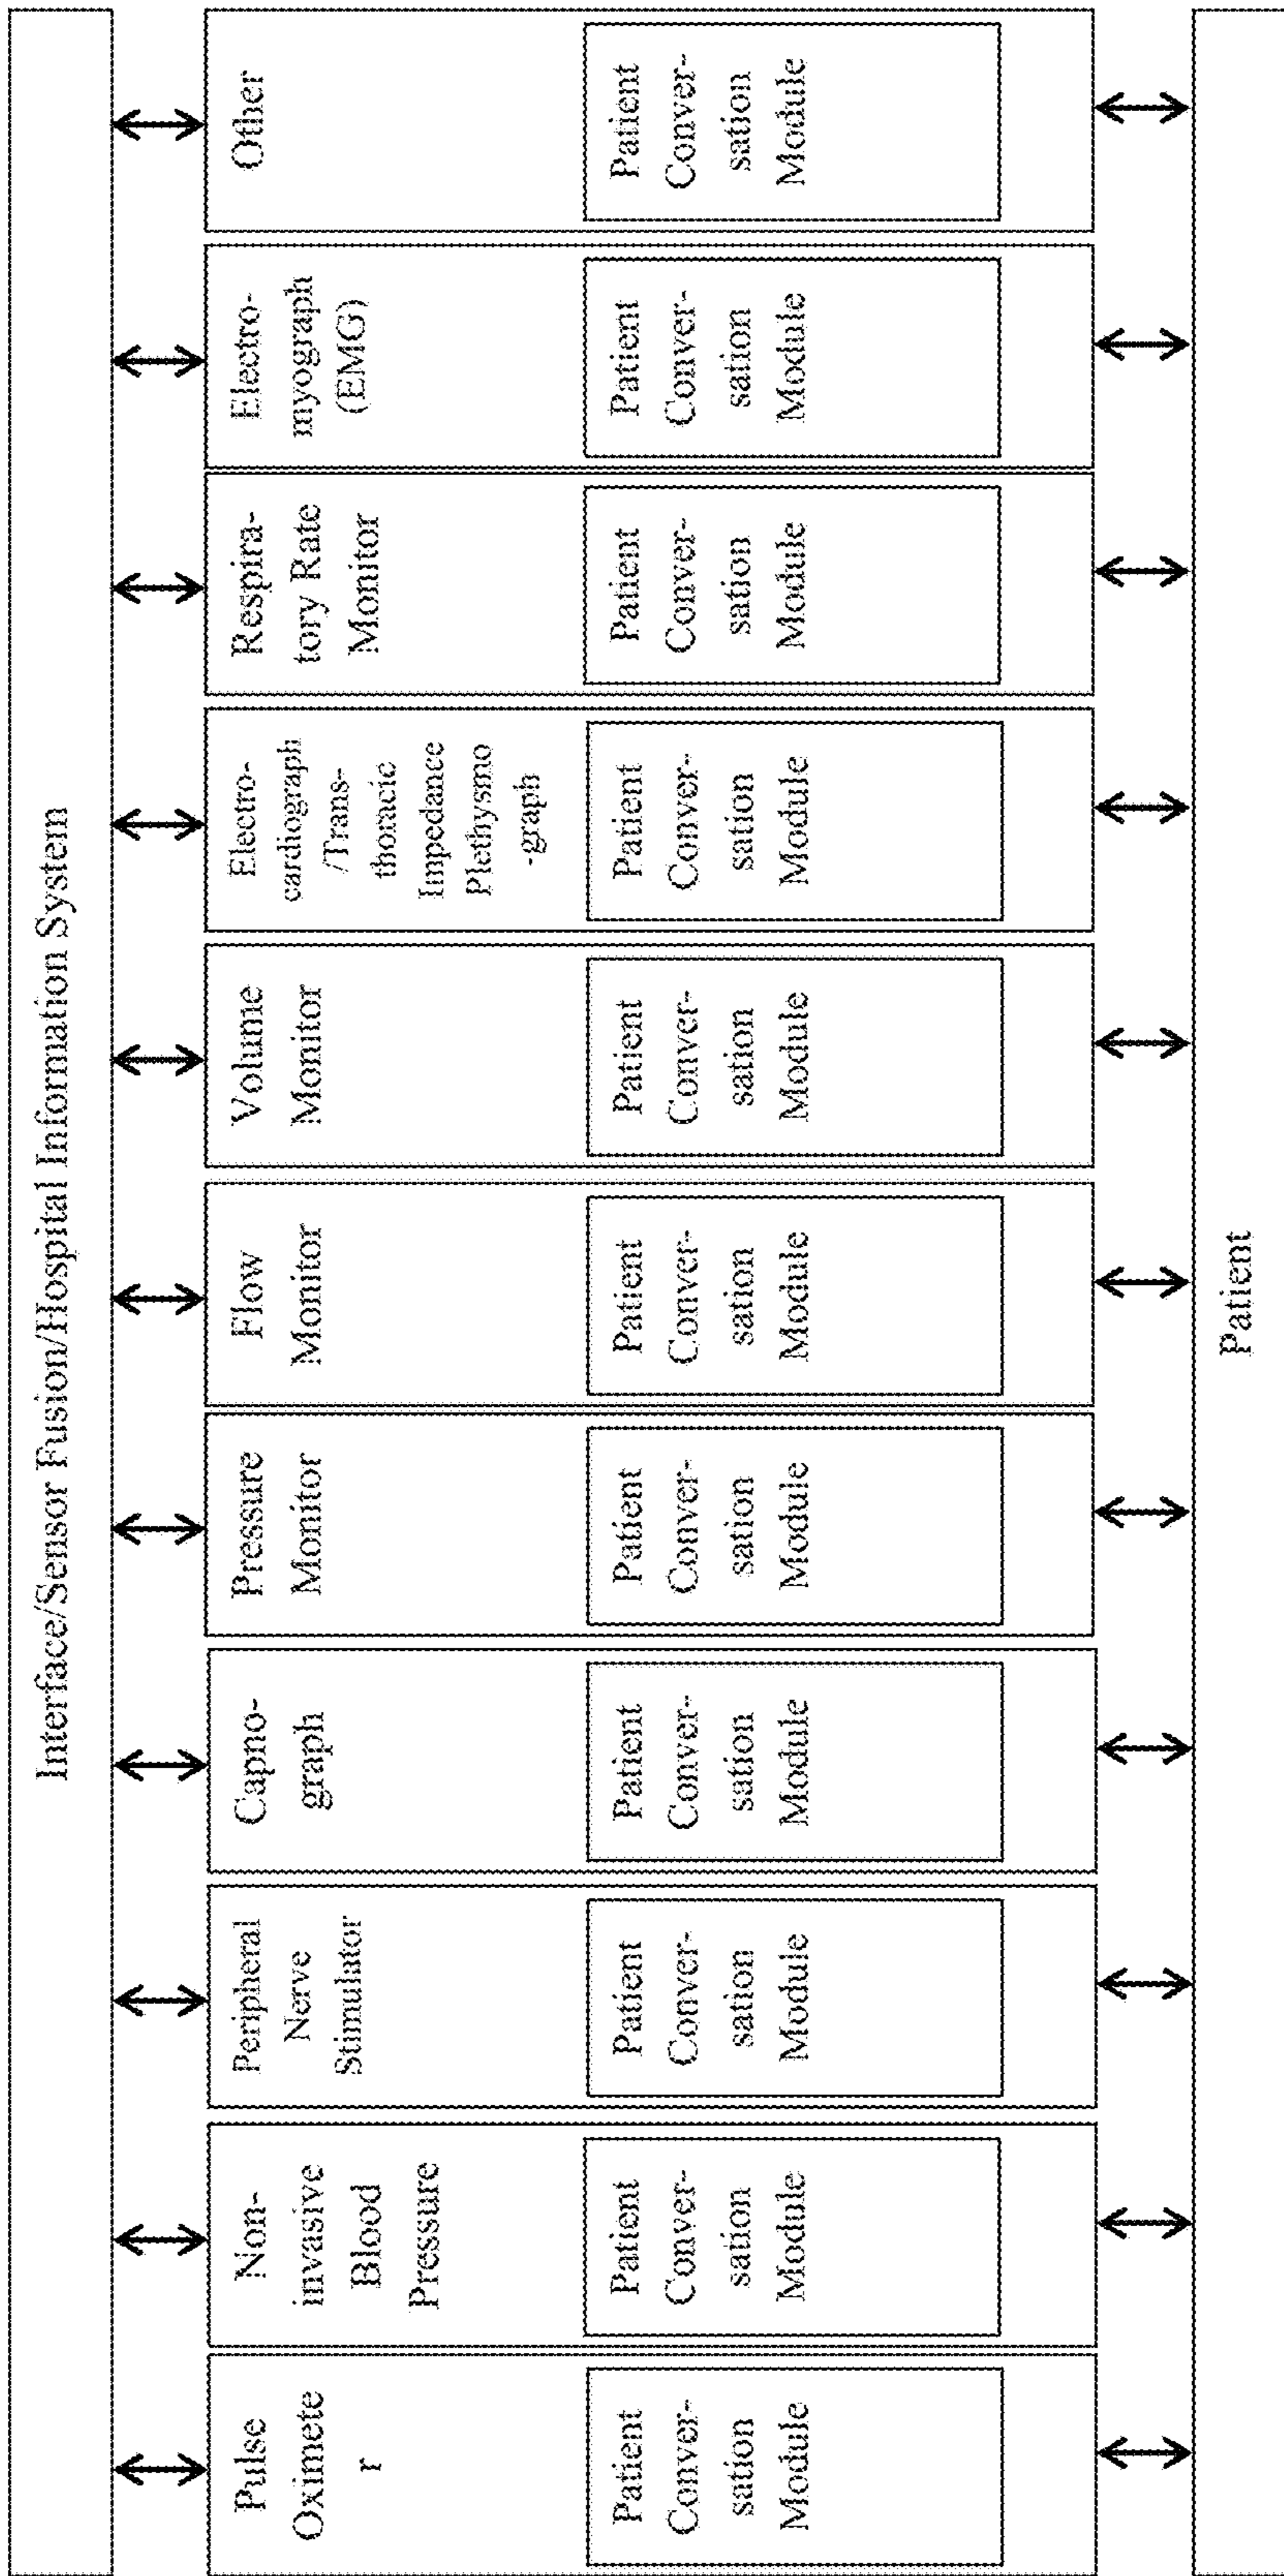 Interface/Sensor Fusion/Hospital Information System
Pulse
Oximete
r
Patient
Conver-
sation
Module
Non-
invasive
Blood
Pressure
Patient
Conver-
sation
Module
Peripheral
Nerve
Stimulator
Patient
Conver-
sation
Module
Capno-
graph
Patient
Conver-
sation
Module
Pressure
Monitor
Patient
Conver-
sation
Module
Flow
Monitor
Patient
Conver-
sation
Module
Volume
Monitor
Patient
Conver-
sation
Module
Electro-
cardiograph
/Trans-
thoracic
Impedance
Plethysmo
-graph
Patient
Conver-
sation
Module
Respira-
tory Rate
Monitor
Patient
Conver-
sation
Module
Electro-
myograph
(EMG)
Patient
Conver-
sation
Module
Other
Patient
Conver-
sation
Module
Patient